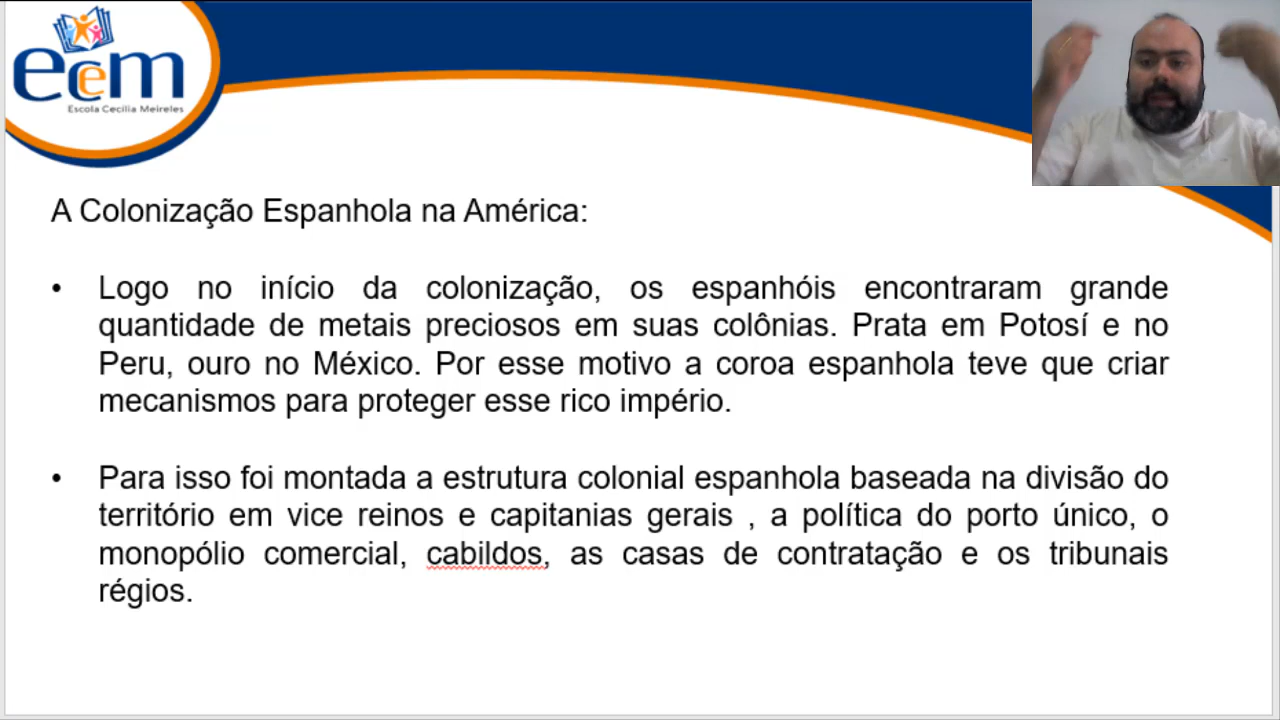 eccm
Escola Cecília Meireles
A Colonização Espanhola na América:
• Logo no início da colonização, os espanhóis encontraram grande
quantidade de metais preciosos em suas colônias. Prata em Potosí e no
Peru, ouro no México. Por esse motivo a coroa espanhola teve que criar
mecanismos para proteger esse rico império.
• Para isso foi montada a estrutura colonial espanhola baseada na divisão do
território em vice reinos e capitanias gerais , a política do porto único, o
monopólio comercial, cabildos, as casas de contratação e os tribunais
régios.